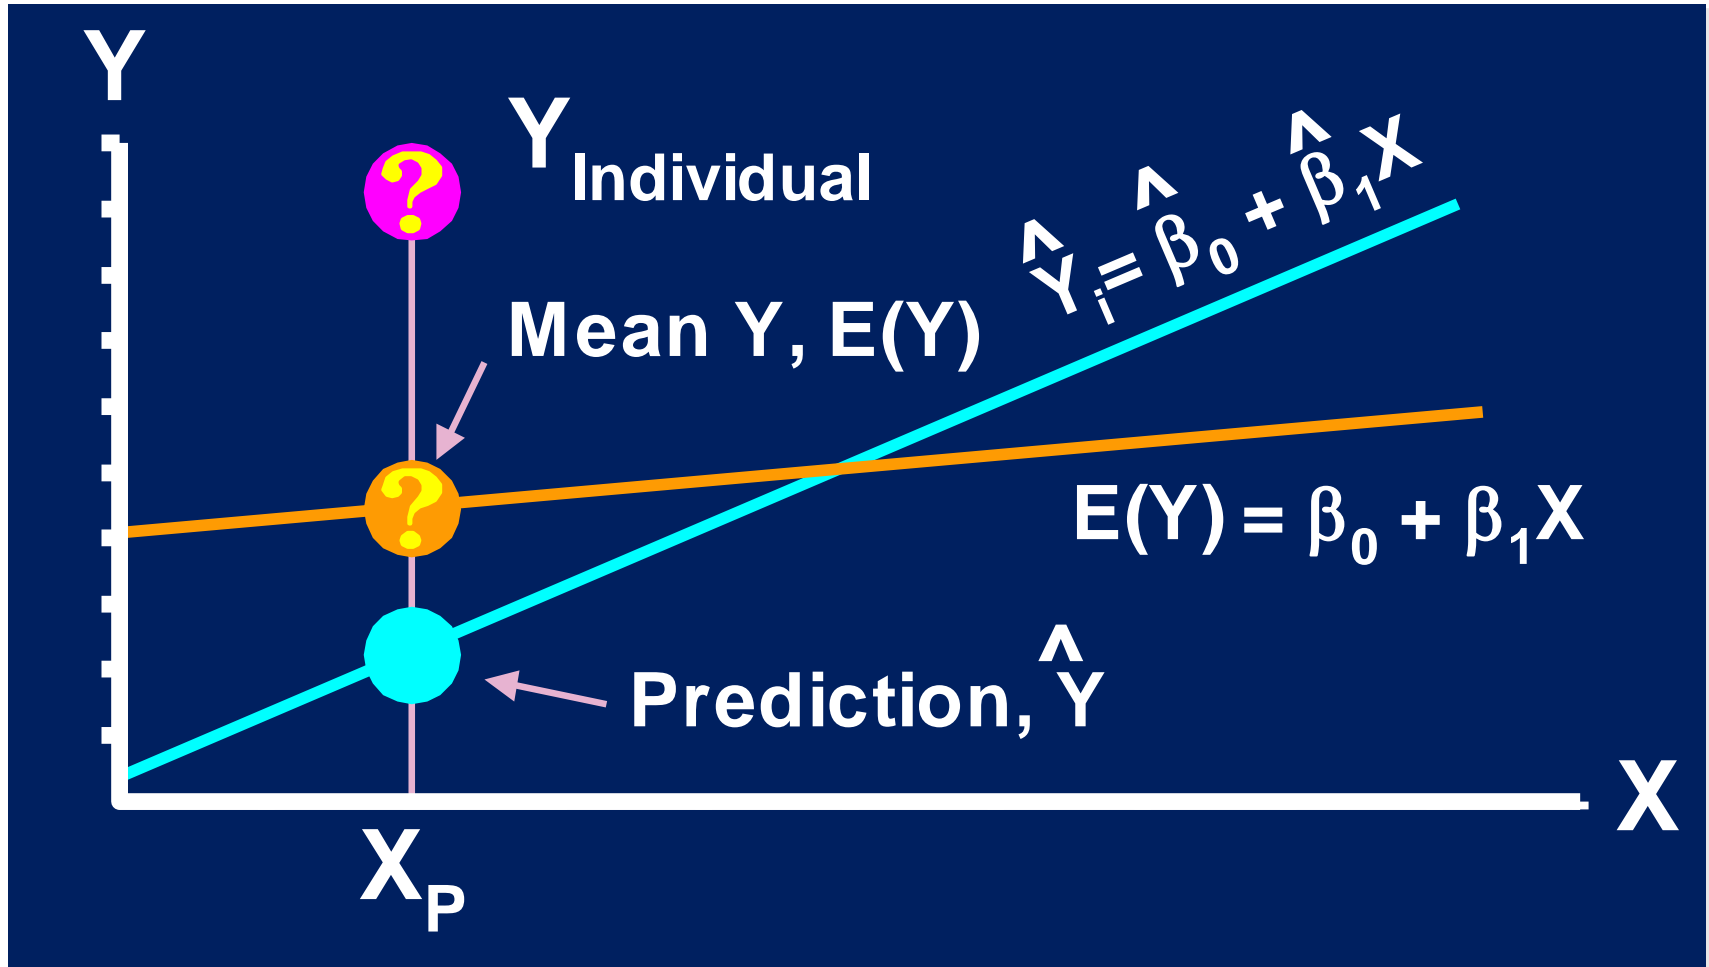 Y
Y Individual
?
Ŷi = β̂0 + β̂1X
Mean Y, E(Y)
?
E(Y) = β0 + β1X
Prediction, Ŷ
X
XP